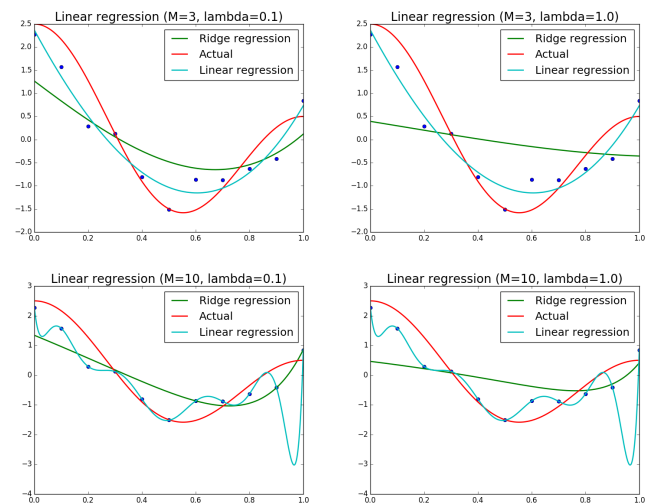 Linear regression (M=3, lambda=0.1)
2.5
2.0
1.5
1.0
0.5
0.0
-0.5
-1.0
-1.5
-2.0
0.0 0.2 0.4 0.6 0.8 1.0
Ridge regression
Actual
Linear regression
Linear regression (M=3, lambda=1.0)
2.5
2.0
1.5
1.0
0.5
0.0
-0.5
-1.0
-1.5
-2.0
0.0 0.2 0.4 0.6 0.8 1.0
Ridge regression
Actual
Linear regression
Linear regression (M=10, lambda=0.1)
3
2
1
0
-1
-2
-3
-4
0.0 0.2 0.4 0.6 0.8 1.0
Ridge regression
Actual
Linear regression
Linear regression (M=10, lambda=1.0)
3
2
1
0
-1
-2
-3
-4
0.0 0.2 0.4 0.6 0.8 1.0
Ridge regression
Actual
Linear regression